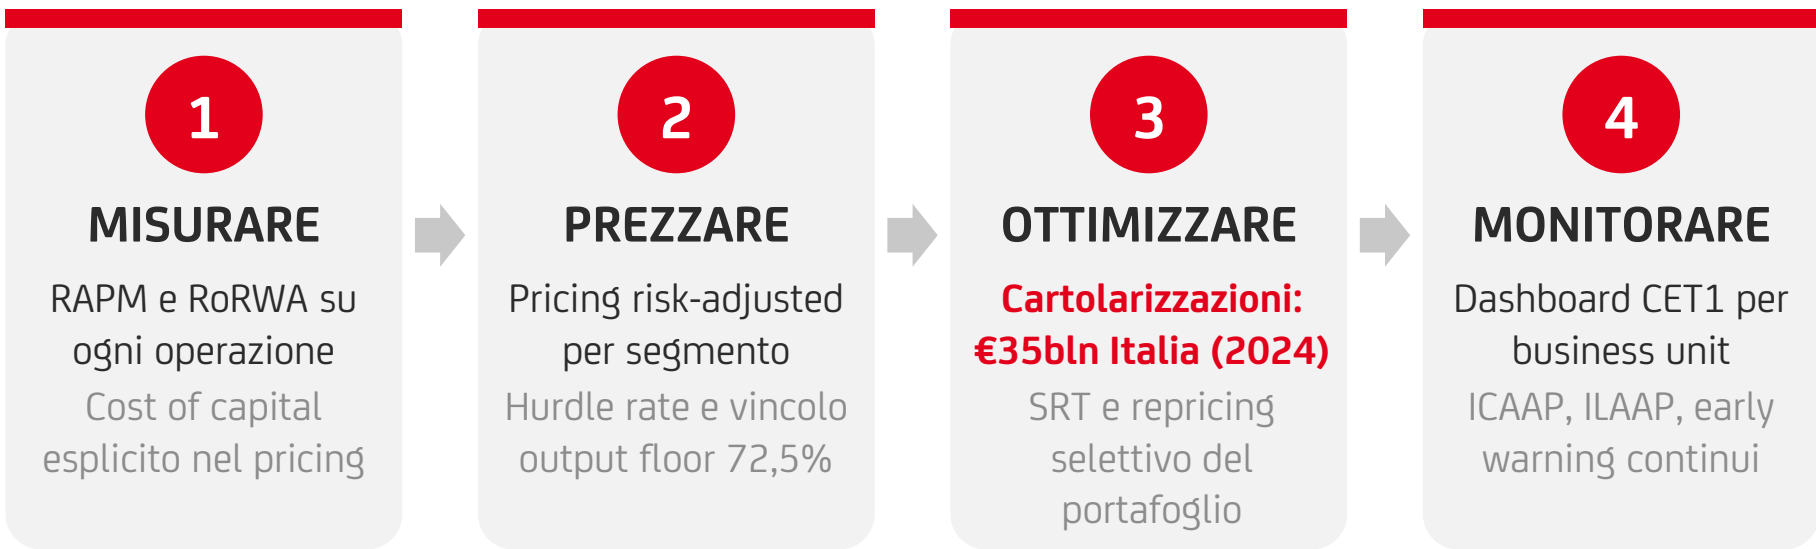 1
MISURARE
RAPM e RoRWA su
ogni operazione
Cost of capital
esplicito nel pricing
2
PREZZARE
Pricing risk-adjusted
per segmento
Hurdle rate e vincolo
output floor 72,5%
3
OTTIMIZZARE
Cartolarizzazioni:
€35bln Italia (2024)
SRT e repricing
selettivo del
portafoglio
4
MONITORARE
Dashboard CET1 per
business unit
ICAAP, ILAAP, early
warning continui